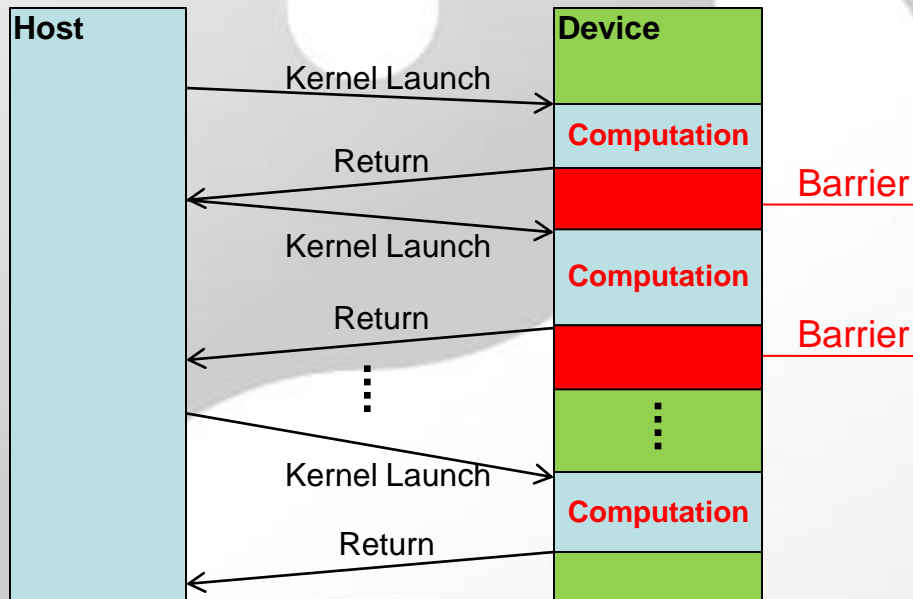 Host
Device
Kernel Launch
Computation
Return
Barrier
Kernel Launch
Computation
Return
Barrier
Kernel Launch
Computation
Return